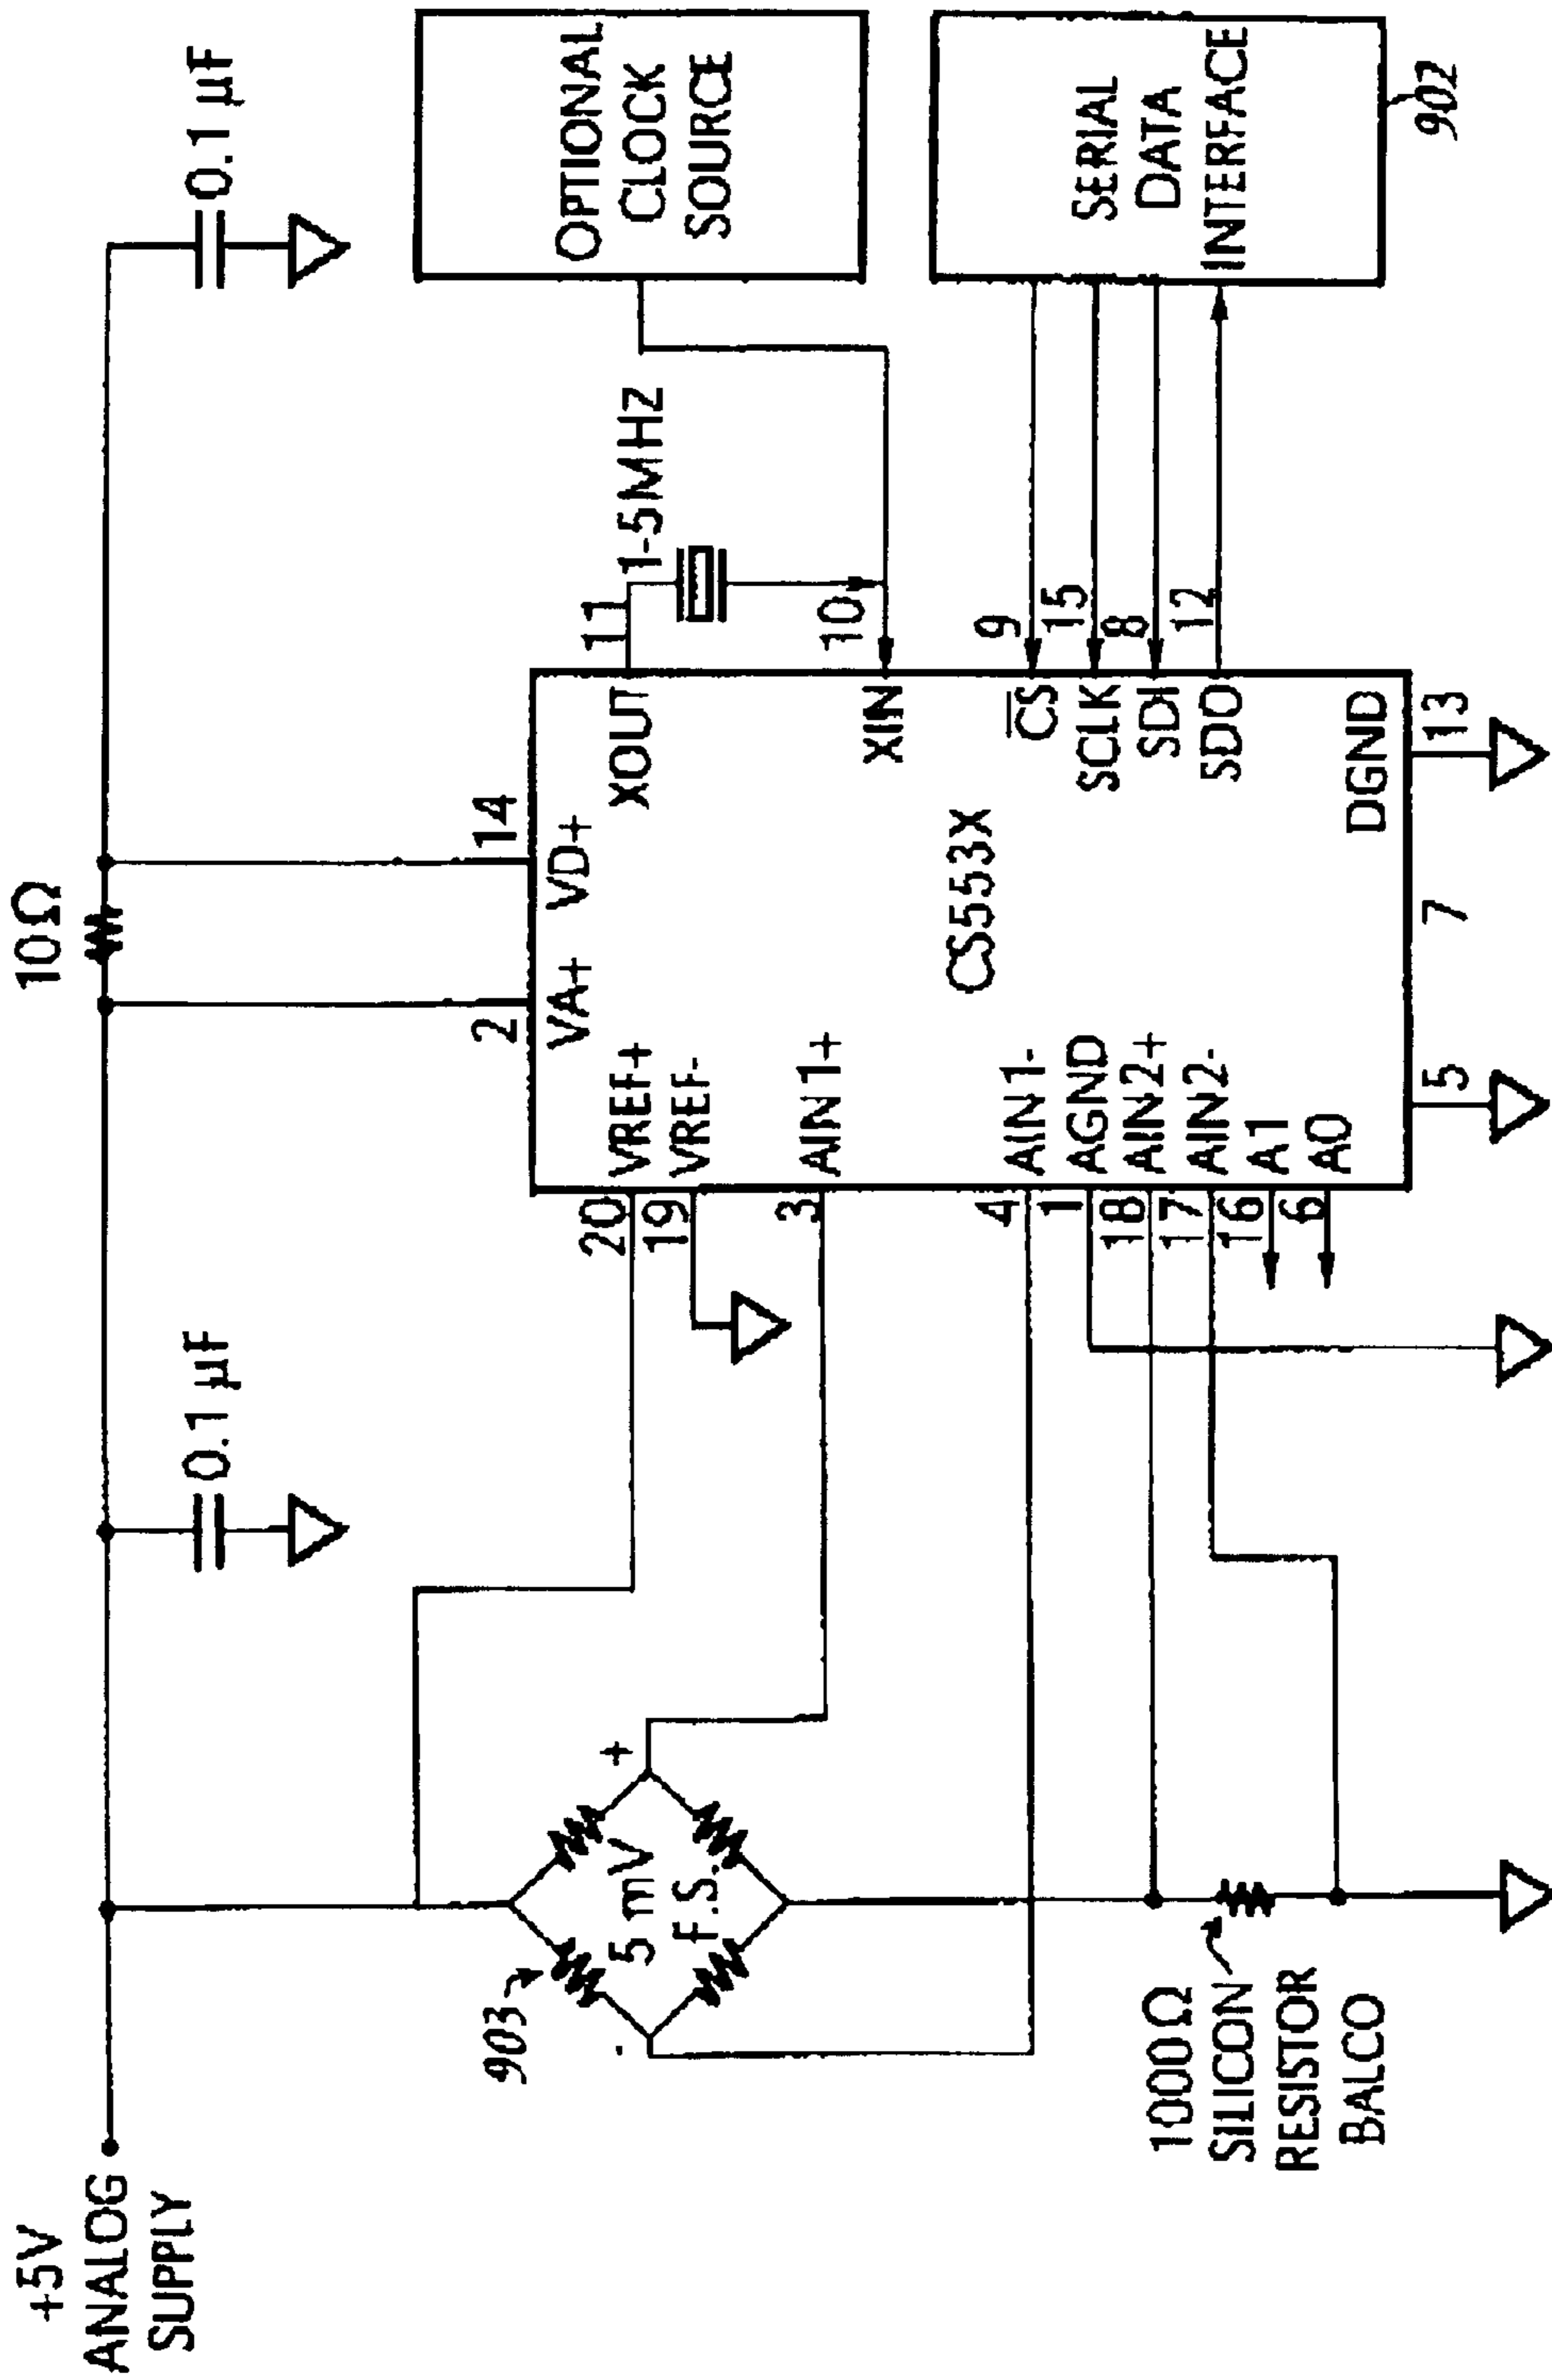 +5V
ANALOG
SUPPLY
10Ω
0.1 µF
0.1 µF
2
14
VA+
VD+
20
VREF+
19
VREF-
3
AIN1+
4
AIN1-
1
AGND
18
AIN2+
17
AIN2-
16
A1
6
A0
CS553X
XOUT
11
1-5MHz
XIN
10
CS
9
SCLK
15
SDI
8
SDO
12
DGND
5
7
13
OPTIONAL
CLOCK
SOURCE
SERIAL
DATA
INTERFACE
902
903
+
-
5 mV
F.S.
1000Ω
SILICON
RESISTOR
BALCO